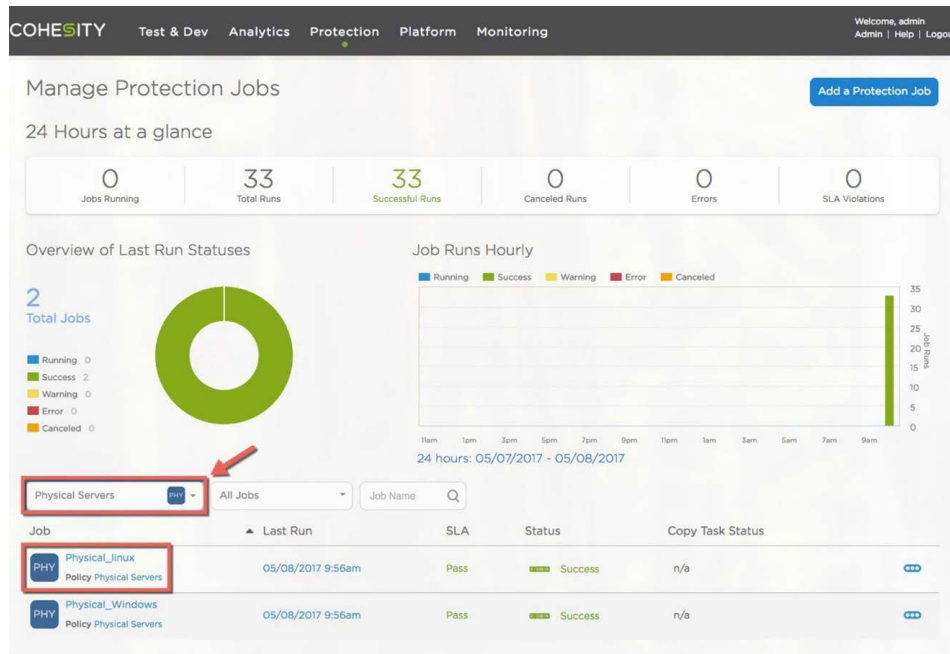 COHESITY Test & Dev Analytics Protection Platform Monitoring
Welcome, admin
Admin | Help | Logou
Manage Protection Jobs
Add a Protection Job
24 Hours at a glance
0 33 33 0 0 0
Jobs Running Total Runs Successful Runs Canceled Runs Errors SLA Violations
Overview of Last Run Statuses
2
Total Jobs
Running 0
Success 2
Warning 0
Error 0
Canceled 0
Job Runs Hourly
Running Success Warning Error Canceled
35
30
25
20
15
10
5
0
Job Runs
11am 1pm 3pm 5pm 7pm 9pm 11pm 1am 3am 5am 7am 9am
24 hours: 05/07/2017 - 05/08/2017
Physical Servers PHY All Jobs Job Name
Job Last Run SLA Status Copy Task Status
PHY Physical_linux 05/08/2017 9:56am Pass Success n/a
Policy Physical Servers
PHY Physical_Windows 05/08/2017 9:56am Pass Success n/a
Policy Physical Servers